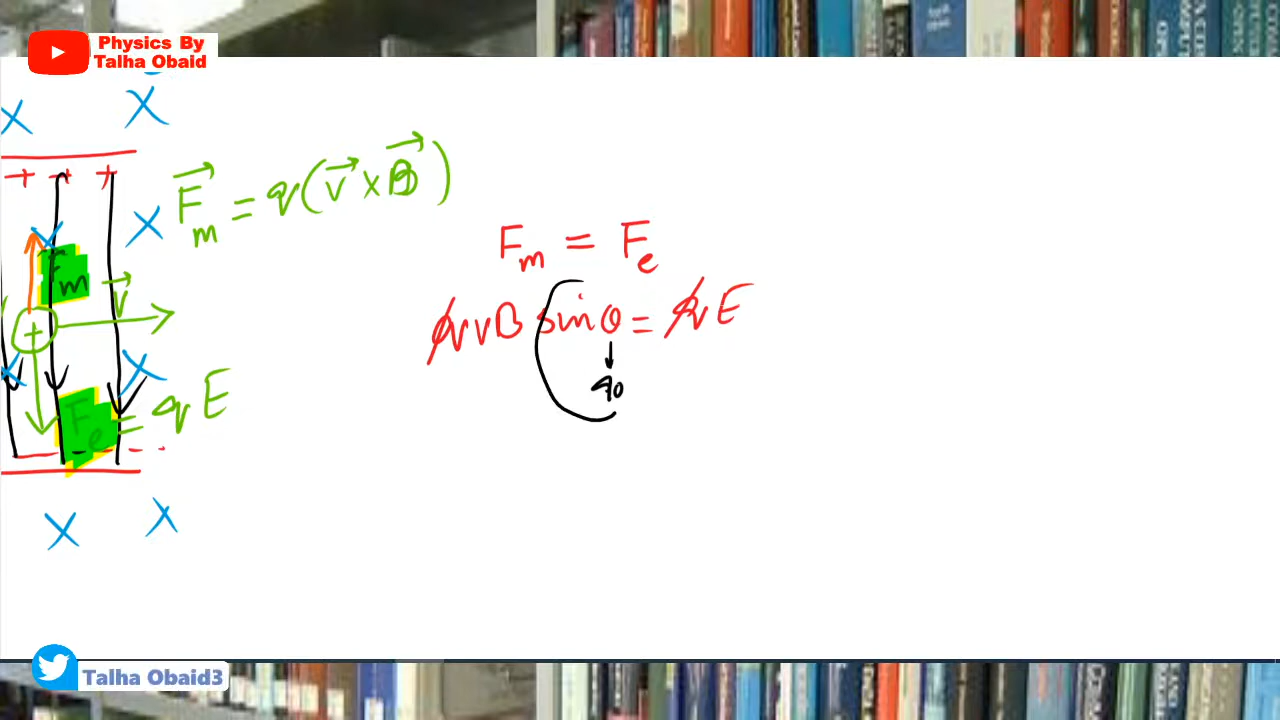 Physics By
Talha Obaid
X X
+ + +
X X
F⃗m = q(v⃗ × B⃗)
Fm v⃗
+
X X
Fe = qE
X X
Fm = Fe
qvB sinθ = qE
90
Talha Obaid3